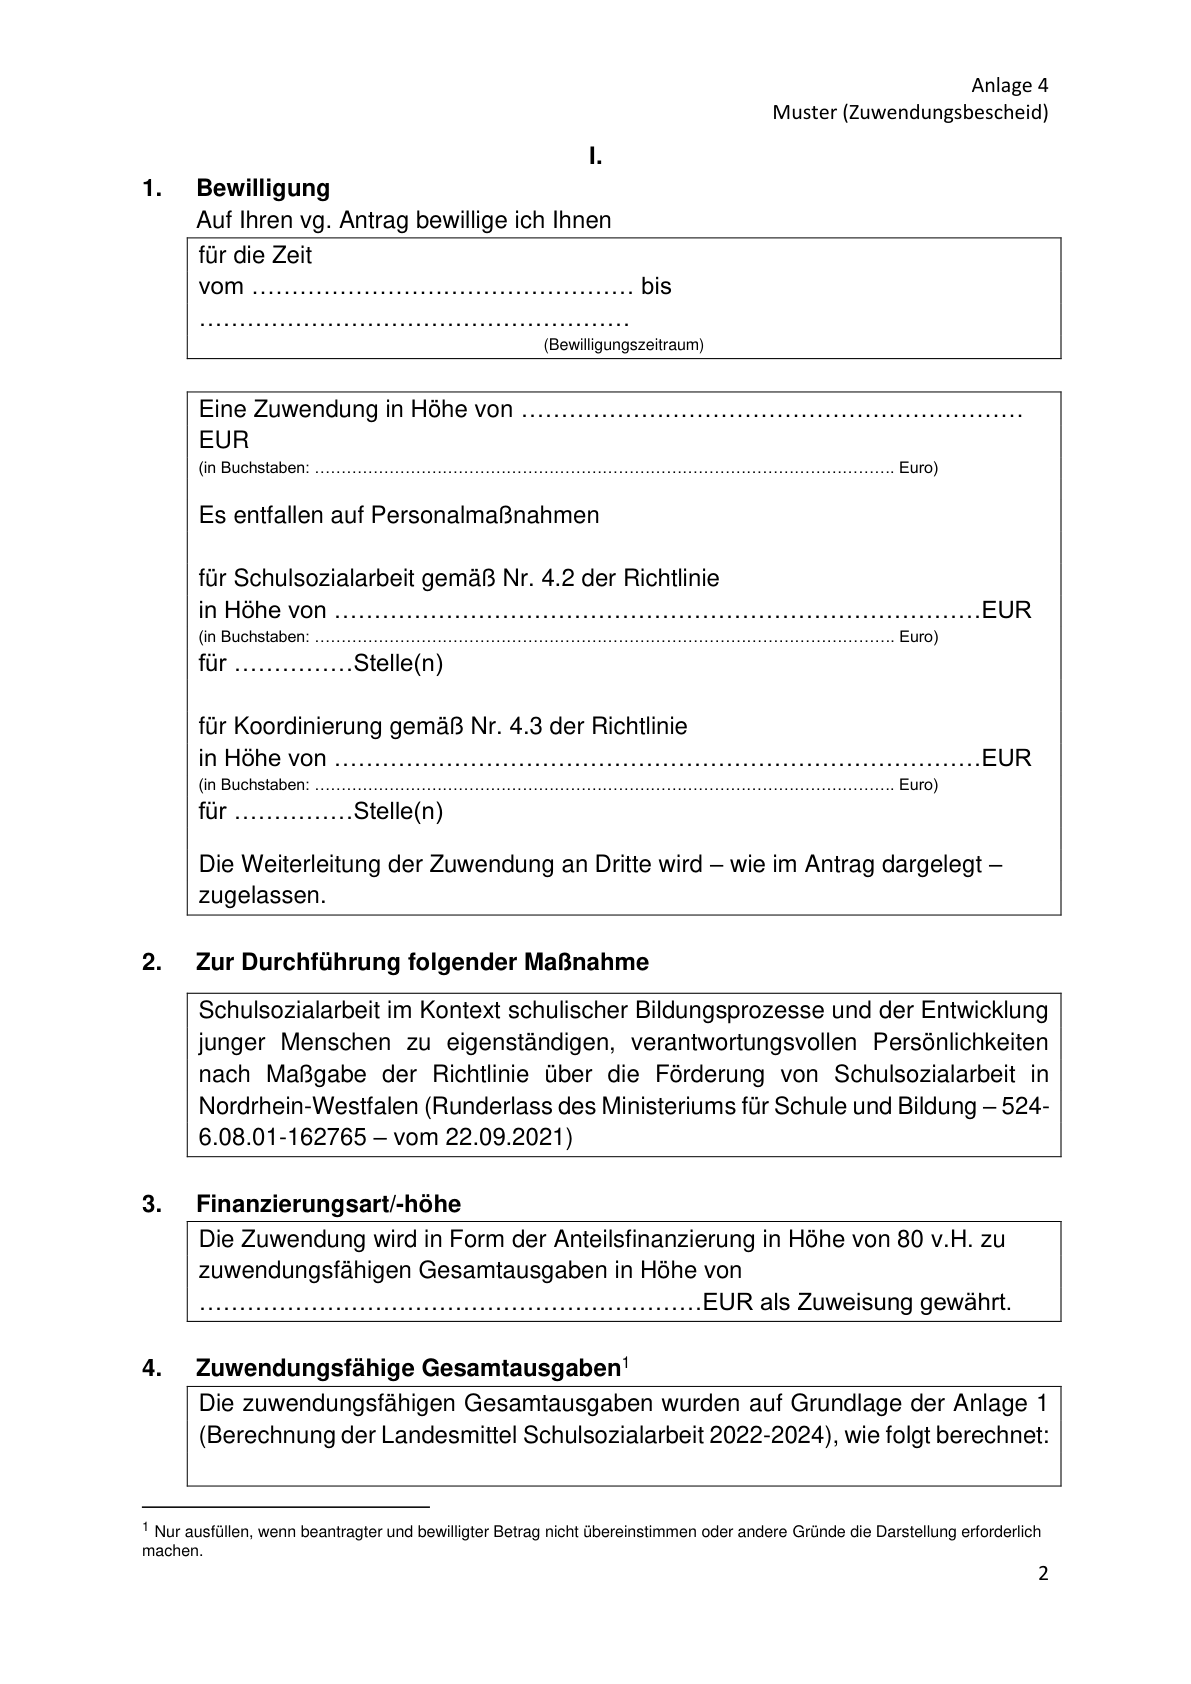 Anlage 4
Muster (Zuwendungsbescheid)
I.
1. Bewilligung
Auf Ihren vg. Antrag bewillige ich Ihnen
für die Zeit
vom ………………………………………… bis
………………………………………………
(Bewilligungszeitraum)
Eine Zuwendung in Höhe von ………………………………………………………
EUR
(in Buchstaben: ……………………………………………………………………………………………….. Euro)
Es entfallen auf Personalmaßnahmen
für Schulsozialarbeit gemäß Nr. 4.2 der Richtlinie
in Höhe von ………………………………………………………………………EUR
(in Buchstaben: ……………………………………………………………………………………………….. Euro)
für ……………Stelle(n)
für Koordinierung gemäß Nr. 4.3 der Richtlinie
in Höhe von ………………………………………………………………………EUR
(in Buchstaben: ……………………………………………………………………………………………….. Euro)
für ……………Stelle(n)
Die Weiterleitung der Zuwendung an Dritte wird – wie im Antrag dargelegt –
zugelassen.
2. Zur Durchführung folgender Maßnahme
Schulsozialarbeit im Kontext schulischer Bildungsprozesse und der Entwicklung
junger Menschen zu eigenständigen, verantwortungsvollen Persönlichkeiten
nach Maßgabe der Richtlinie über die Förderung von Schulsozialarbeit in
Nordrhein-Westfalen (Runderlass des Ministeriums für Schule und Bildung – 524-
6.08.01-162765 – vom 22.09.2021)
3. Finanzierungsart/-höhe
Die Zuwendung wird in Form der Anteilsfinanzierung in Höhe von 80 v.H. zu
zuwendungsfähigen Gesamtausgaben in Höhe von
………………………………………………………EUR als Zuweisung gewährt.
4. Zuwendungsfähige Gesamtausgaben¹
Die zuwendungsfähigen Gesamtausgaben wurden auf Grundlage der Anlage 1
(Berechnung der Landesmittel Schulsozialarbeit 2022-2024), wie folgt berechnet:
¹ Nur ausfüllen, wenn beantragter und bewilligter Betrag nicht übereinstimmen oder andere Gründe die Darstellung erforderlich
machen.
2